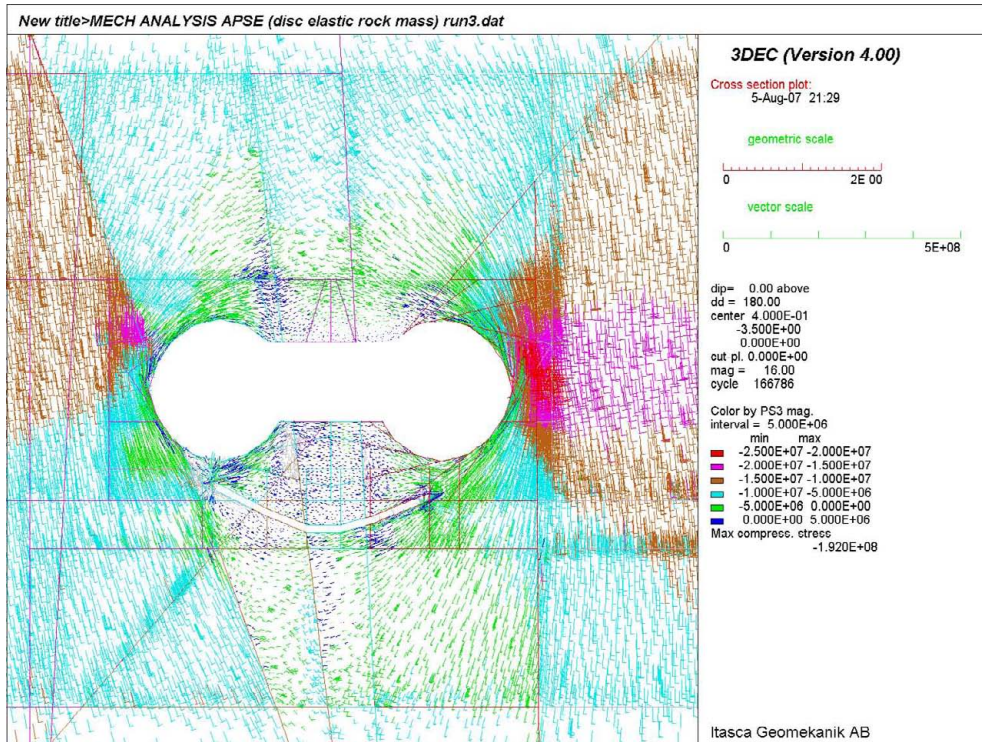 New title>MECH ANALYSIS APSE (disc elastic rock mass) run3.dat
3DEC (Version 4.00)
Cross section plot:
5-Aug-07 21:29
geometric scale
0 2E 00
vector scale
0 5E+08
dip= 0.00 above
dd = 180.00
center 4.000E-01
-3.500E+00
0.000E+00
cut pl. 0.000E+00
mag = 16.00
cycle 166786
Color by PS3 mag.
interval = 5.000E+06
min max
-2.500E+07 -2.000E+07
-2.000E+07 -1.500E+07
-1.500E+07 -1.000E+07
-1.000E+07 -5.000E+06
-5.000E+06 0.000E+00
0.000E+00 5.000E+06
Max compress. stress
-1.920E+08
Itasca Geomekanik AB